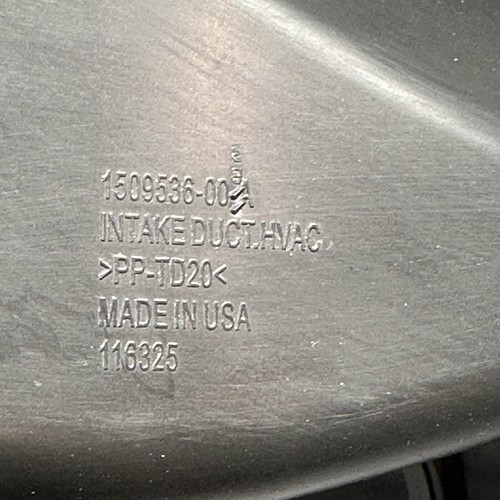 1509536-00-A
INTAKE DUCT.HVAC
>PP-TD20<
MADE IN USA
116325